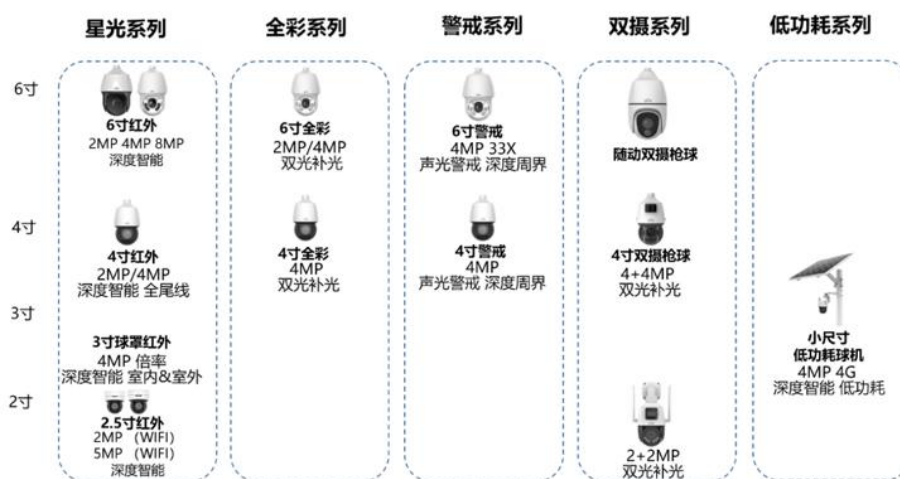 星光系列
全彩系列
警戒系列
双摄系列
低功耗系列
6寸
6寸红外
2MP 4MP 8MP
深度智能
6寸全彩
2MP/4MP
双光补光
6寸警戒
4MP 33X
声光警戒 深度周界
随动双摄枪球
4寸
4寸红外
2MP/4MP
深度智能 全尾线
4寸全彩
4MP
双光补光
4寸警戒
4MP
声光警戒 深度周界
4寸双摄枪球
4+4MP
双光补光
3寸
3寸球罩红外
4MP 倍率
深度智能 室内&室外
小尺寸
低功耗球机
4MP 4G
深度智能 低功耗
2寸
2.5寸红外
2MP （WIFI）
5MP （WIFI）
深度智能
2+2MP
双光补光